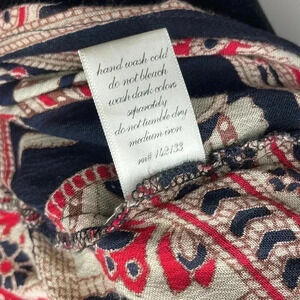 hand wash cold
do not bleach
wash dark colors
separately
do not tumble dry
medium iron
rn# 142133